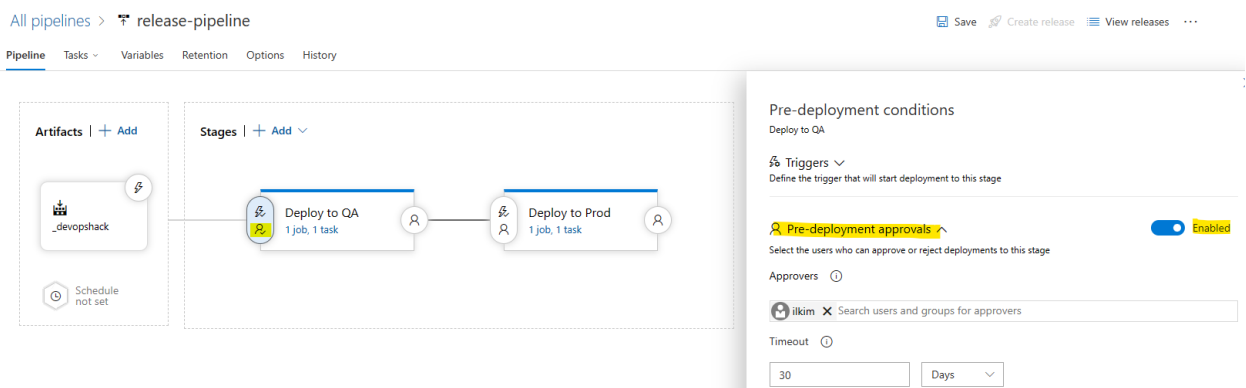 All pipelines > release-pipeline
Save Create release View releases ...
Pipeline Tasks Variables Retention Options History
Artifacts | + Add
Stages | + Add
_devopshack
Schedule
not set
Deploy to QA
1 job, 1 task
Deploy to Prod
1 job, 1 task
Pre-deployment conditions
Deploy to QA
Triggers
Define the trigger that will start deployment to this stage
Pre-deployment approvals
Enabled
Select the users who can approve or reject deployments to this stage
Approvers
ilkim Search users and groups for approvers
Timeout
30 Days